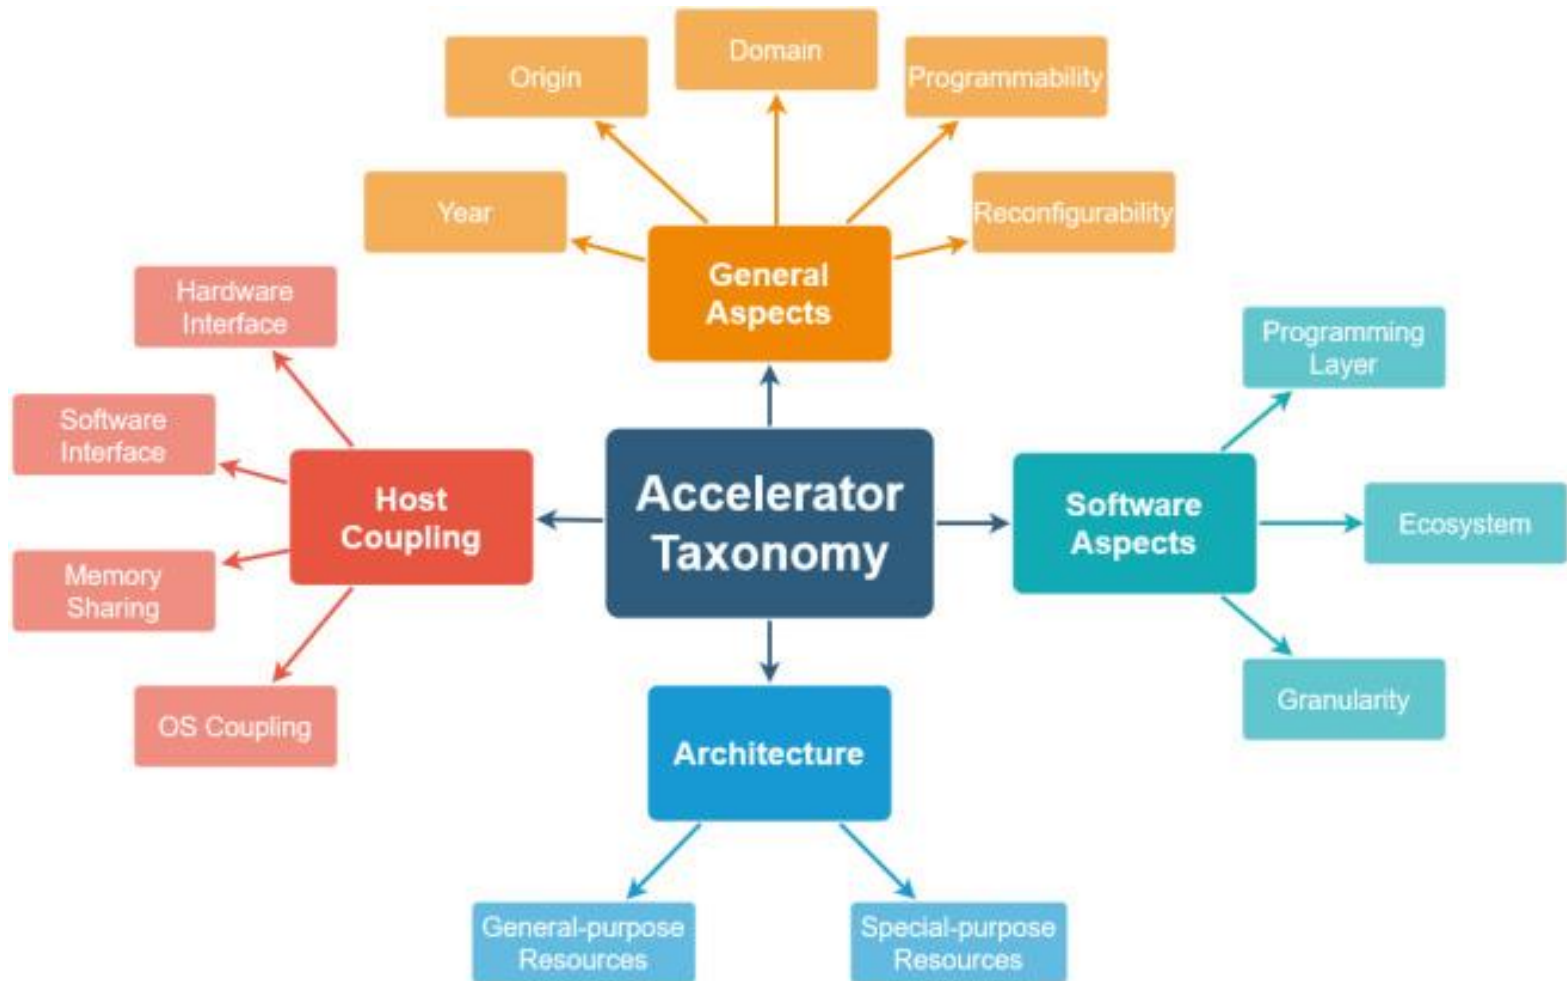 Domain
Origin
Programmability
Year
Reconfigurability
General
Aspects
Hardware
Interface
Software
Interface
Host
Coupling
Memory
Sharing
OS Coupling
Accelerator
Taxonomy
Programming
Layer
Software
Aspects
Ecosystem
Granularity
Architecture
General-purpose
Resources
Special-purpose
Resources